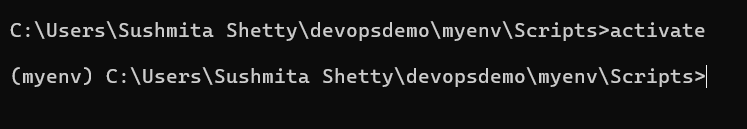 C:\Users\Sushmita Shetty\devopsdemo\myenv\Scripts>activate
(myenv) C:\Users\Sushmita Shetty\devopsdemo\myenv\Scripts>